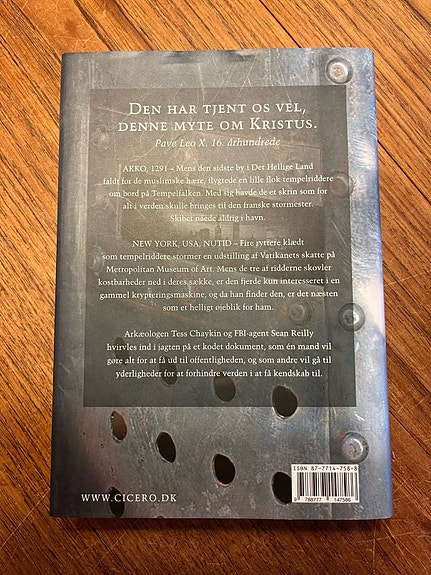 DEN HAR TJENT OS VEL,
DENNE MYTE OM KRISTUS.
Pave Leo X. 16. århundrede
AKKO, 1291 – Mens den sidste by i Det Hellige Land
faldt for de muslimske hære, flygtede en lille flok tempelriddere
om bord på Tempelfalken. Med sig havde de et skrin som for
alt i verden skulle bringes til den franske stormester.
Skibet nåede aldrig i havn.
NEW YORK, USA, NUTID – Fire ryttere klædt
som tempelriddere stormer en udstilling af Vatikanets skatte på
Metropolitan Museum of Art. Mens de tre af ridderne skovler
kostbarheder ned i deres sække, er den fjerde kun interesseret i en
gammel krypteringsmaskine, og da han finder den, er det næsten
som et helligt øjeblik for ham.
Arkæologen Tess Chaykin og FBI-agent Sean Reilly
hvirvles ind i jagten på et kodet dokument, som én mand vil
gøre alt for at få ud til offentligheden, og som andre vil gå til
yderligheder for at forhindre verden i at få kendskab til.
ISBN 87-7714-758-8
9 788777 147586
WWW.CICERO.DK